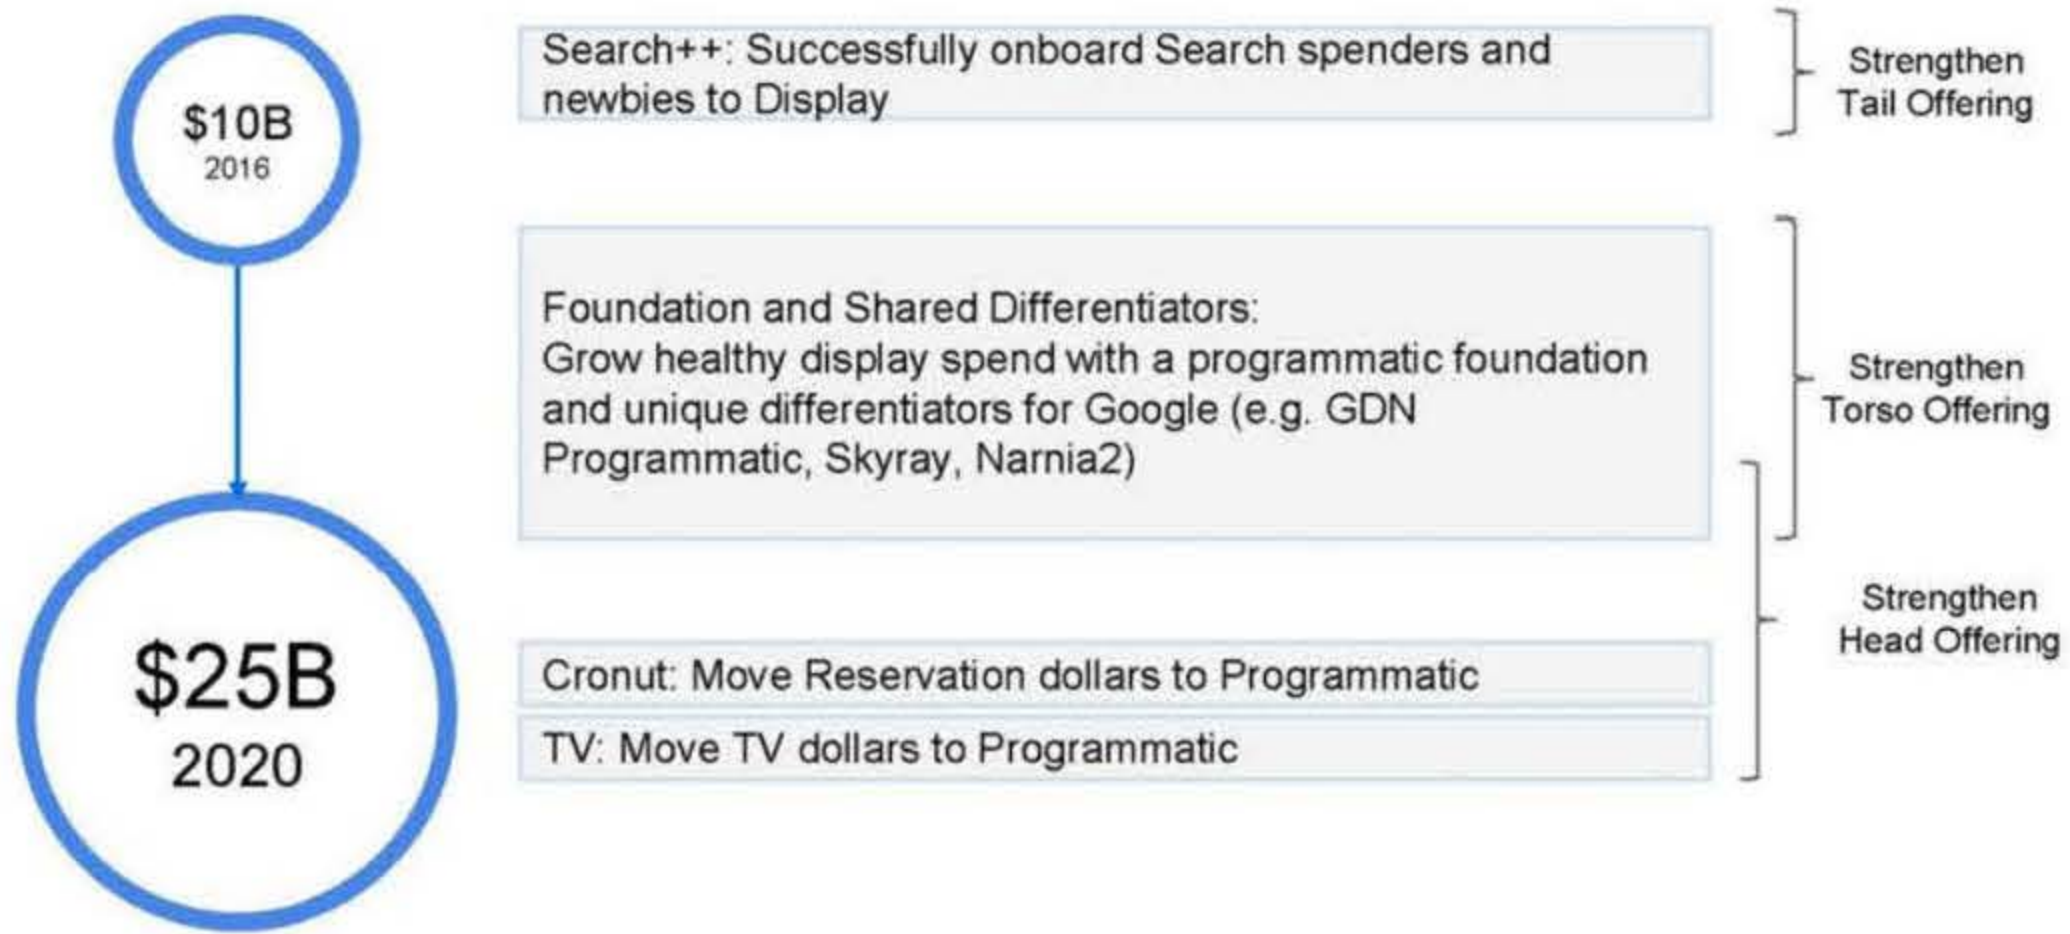 $10B
2016
Search++: Successfully onboard Search spenders and
newbies to Display
Strengthen
Tail Offering
Foundation and Shared Differentiators:
Grow healthy display spend with a programmatic foundation
and unique differentiators for Google (e.g. GDN
Programmatic, Skyray, Narnia2)
Strengthen
Torso Offering
$25B
2020
Cronut: Move Reservation dollars to Programmatic
TV: Move TV dollars to Programmatic
Strengthen
Head Offering